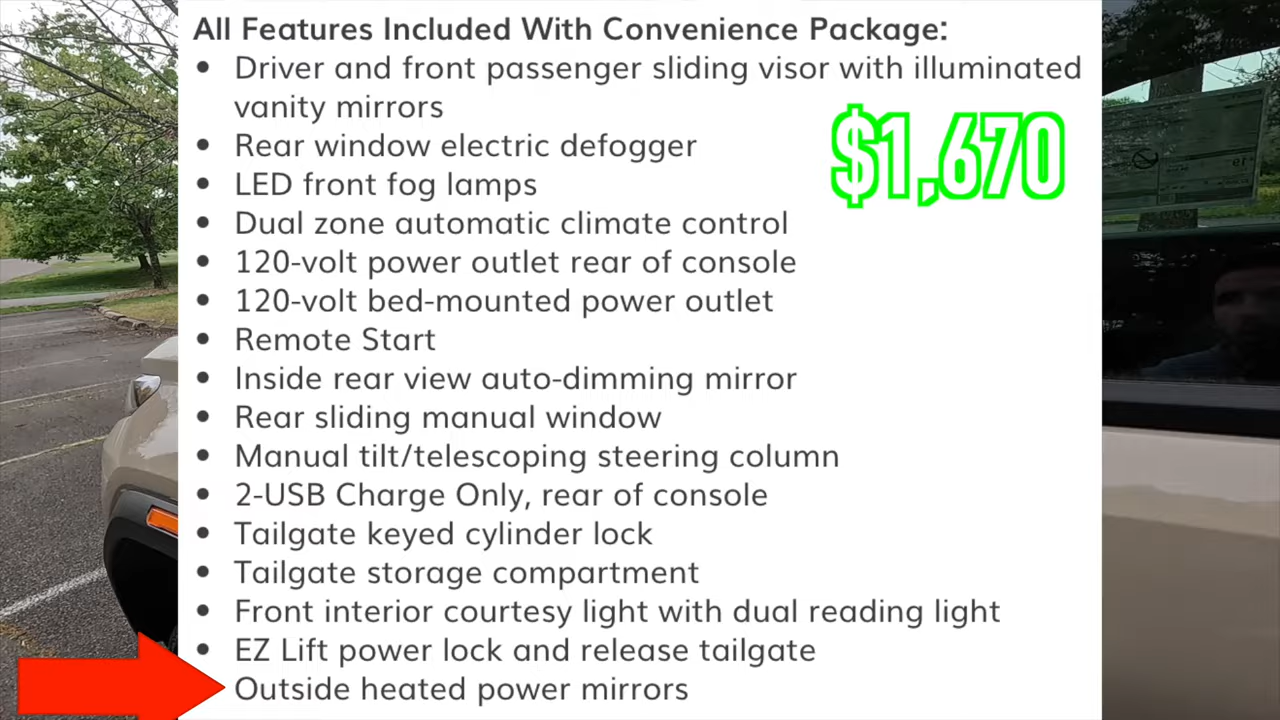 All Features Included With Convenience Package:
• Driver and front passenger sliding visor with illuminated
vanity mirrors
$1,670
• Rear window electric defogger
• LED front fog lamps
• Dual zone automatic climate control
• 120-volt power outlet rear of console
• 120-volt bed-mounted power outlet
• Remote Start
• Inside rear view auto-dimming mirror
• Rear sliding manual window
• Manual tilt/telescoping steering column
• 2-USB Charge Only, rear of console
• Tailgate keyed cylinder lock
• Tailgate storage compartment
• Front interior courtesy light with dual reading light
• EZ Lift power lock and release tailgate
Outside heated power mirrors